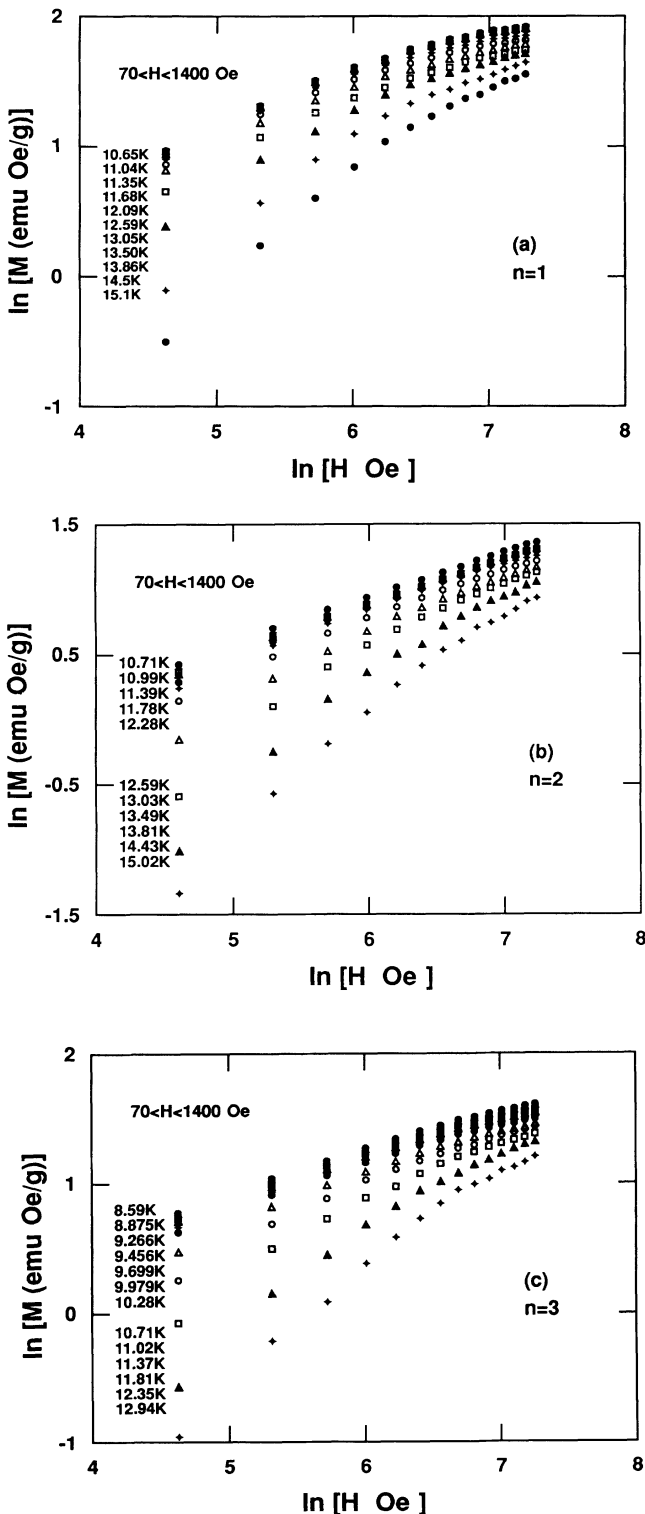 2
70<H<1400 Oe
1
10.65K
11.04K
11.35K
11.68K
12.09K
12.59K
13.05K
13.50K
13.86K
14.5K
15.1K
0
(a)
n=1
-1
4
5
6
7
8
ln [M (emu Oe/g)]
ln [H Oe ]
1.5
70<H<1400 Oe
0.5
10.71K
10.99K
11.39K
11.78K
12.28K
-0.5
12.59K
13.03K
13.49K
13.81K
14.43K
15.02K
(b)
n=2
-1.5
4
5
6
7
8
ln [M (emu Oe/g)]
ln [H Oe ]
2
70<H<1400 Oe
1
8.59K
8.875K
9.266K
9.456K
9.699K
9.979K
10.28K
0
10.71K
11.02K
11.37K
11.81K
12.35K
12.94K
(c)
n=3
-1
4
5
6
7
8
ln [M (emu Oe/g)]
ln [H Oe ]